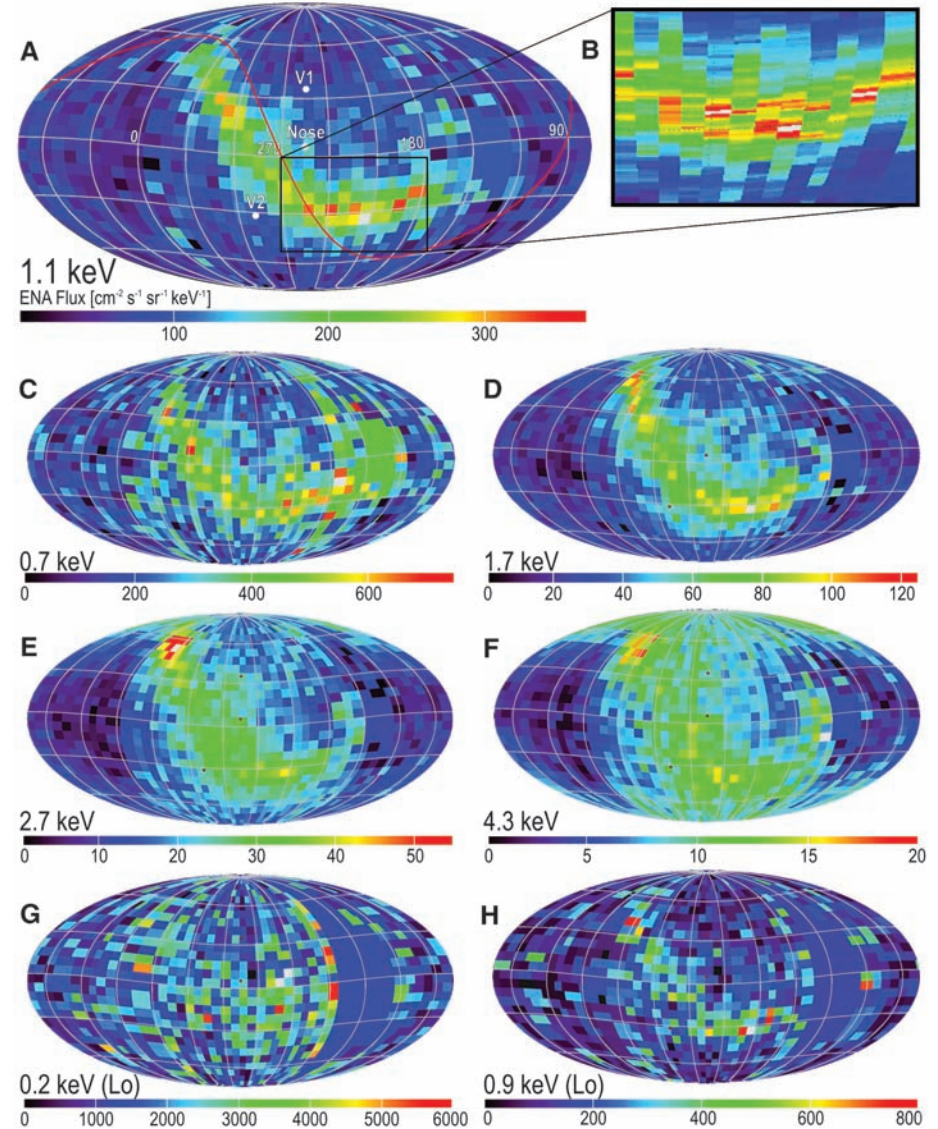 A
B
V1
Nose
0
270
180
90
V2
1.1 keV
ENA Flux [cm⁻² s⁻¹ sr⁻¹ keV⁻¹]
100 200 300
C
D
0.7 keV
0 200 400 600
1.7 keV
0 20 40 60 80 100 120
E
F
2.7 keV
0 10 20 30 40 50
4.3 keV
0 5 10 15 20
G
H
0.2 keV (Lo)
0 1000 2000 3000 4000 5000 6000
0.9 keV (Lo)
0 200 400 600 800